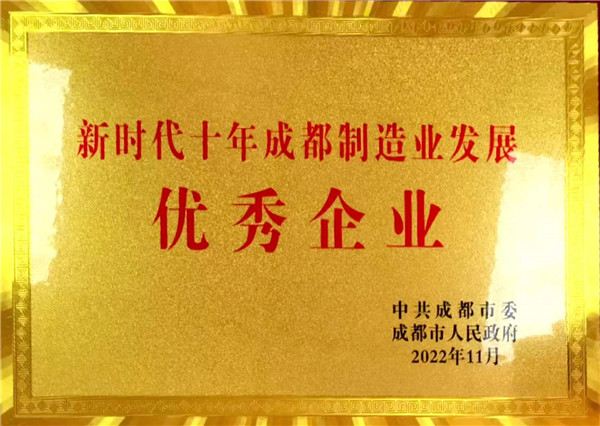 新时代十年成都制造业发展
优秀企业
中共成都市委
成都市人民政府
2022年11月